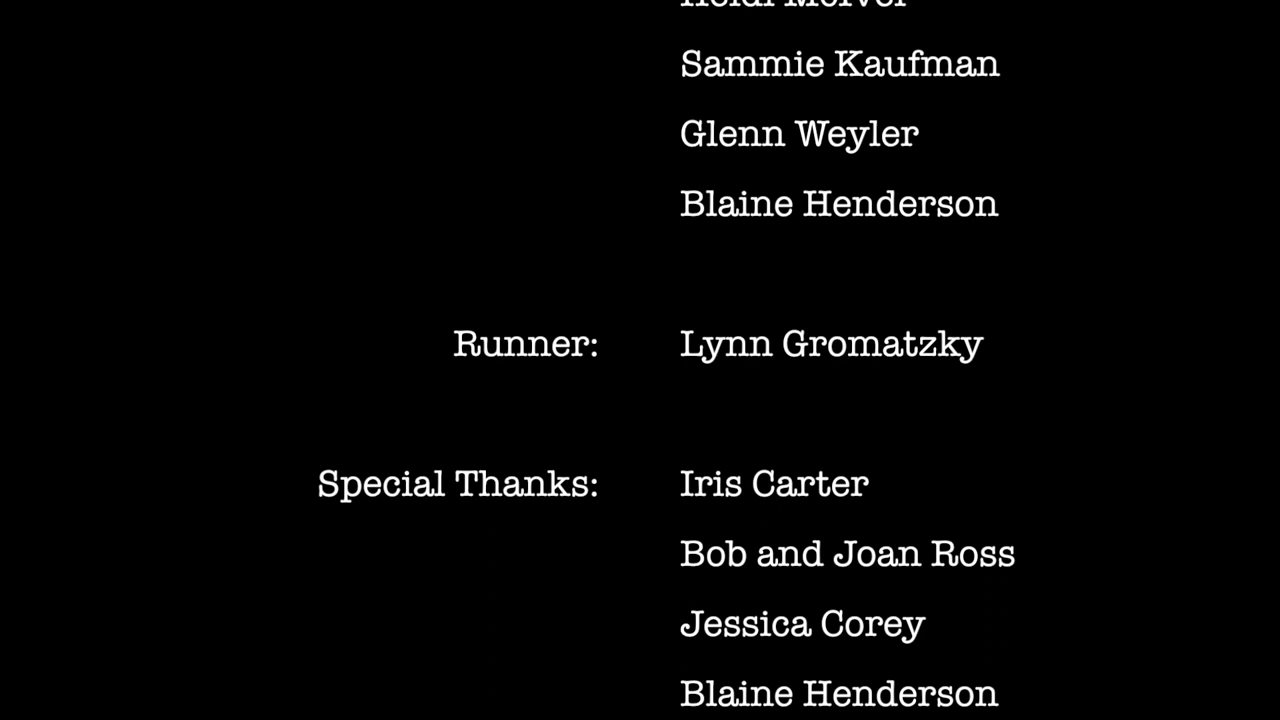 Sammie Kaufman
Glenn Weyler
Blaine Henderson
Runner: Lynn Gromatzky
Special Thanks: Iris Carter
Bob and Joan Ross
Jessica Corey
Blaine Henderson